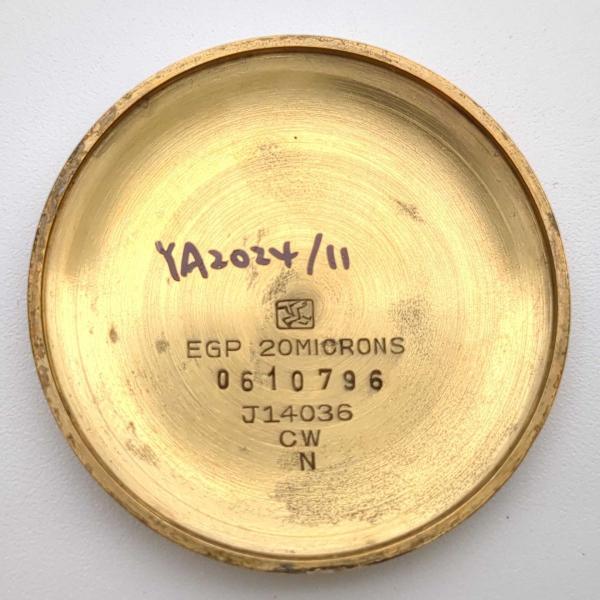 YA2024/11
EGP 20MICRONS
0610796
J14036
CW
N